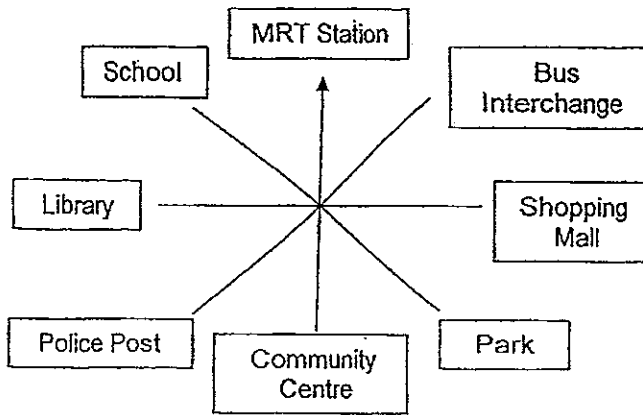 MRT Station
School
Bus
Interchange
Library
Shopping
Mall
Police Post
Community
Centre
Park